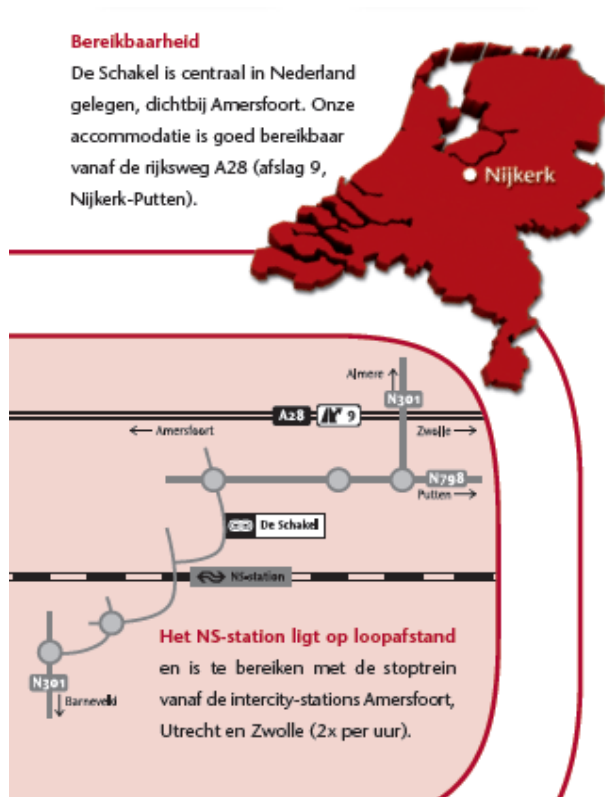 Bereikbaarheid
De Schakel is centraal in Nederland
gelegen, dichtbij Amersfoort. Onze
accommodatie is goed bereikbaar
vanaf de rijksweg A28 (afslag 9,
Nijkerk-Putten).
Nijkerk
Almere ↑
N301
A28 9
← Amersfoort
Zwolle →
N798
Putten →
De Schakel
NS-station
Het NS-station ligt op loopafstand
en is te bereiken met de stoptrein
vanaf de intercity-stations Amersfoort,
Utrecht en Zwolle (2x per uur).
N301
↓ Barneveld